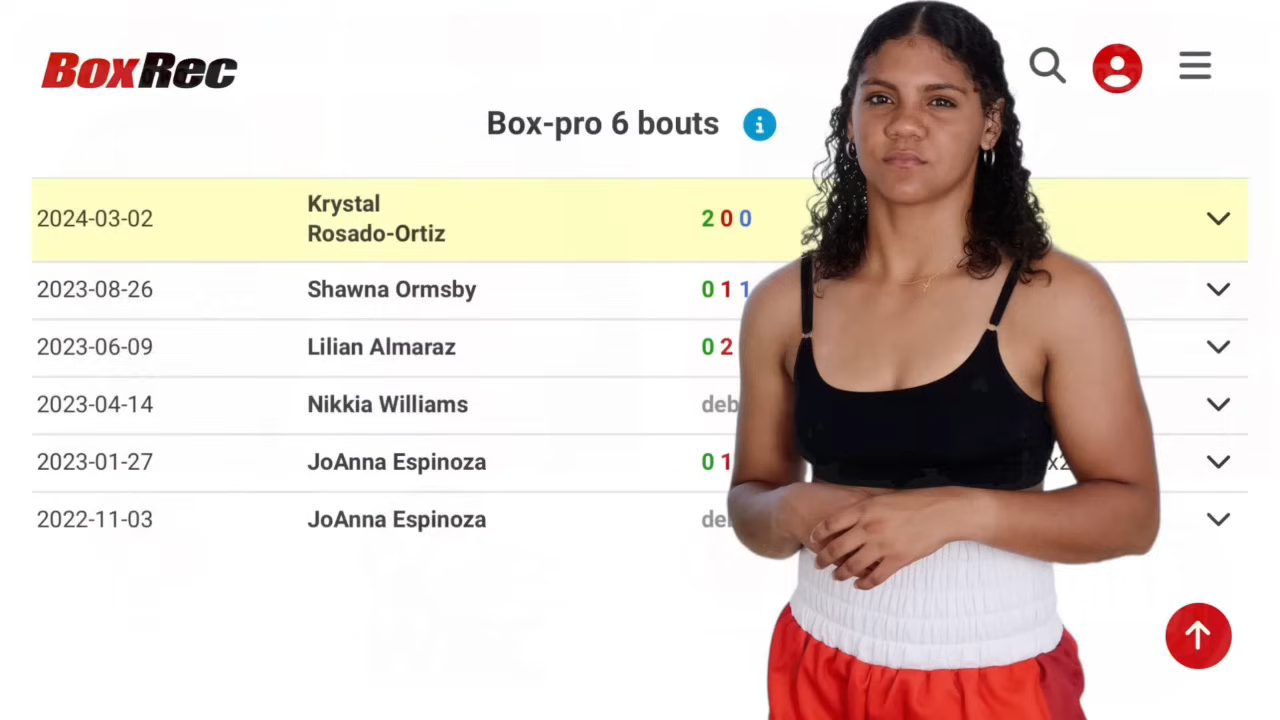 BoxRec
Box-pro 6 bouts i
2024-03-02 Krystal Rosado-Ortiz 2 0 0
2023-08-26 Shawna Ormsby 0 1 1
2023-06-09 Lilian Almaraz 0 2
2023-04-14 Nikkia Williams
2023-01-27 JoAnna Espinoza 0 1 x2
2022-11-03 JoAnna Espinoza